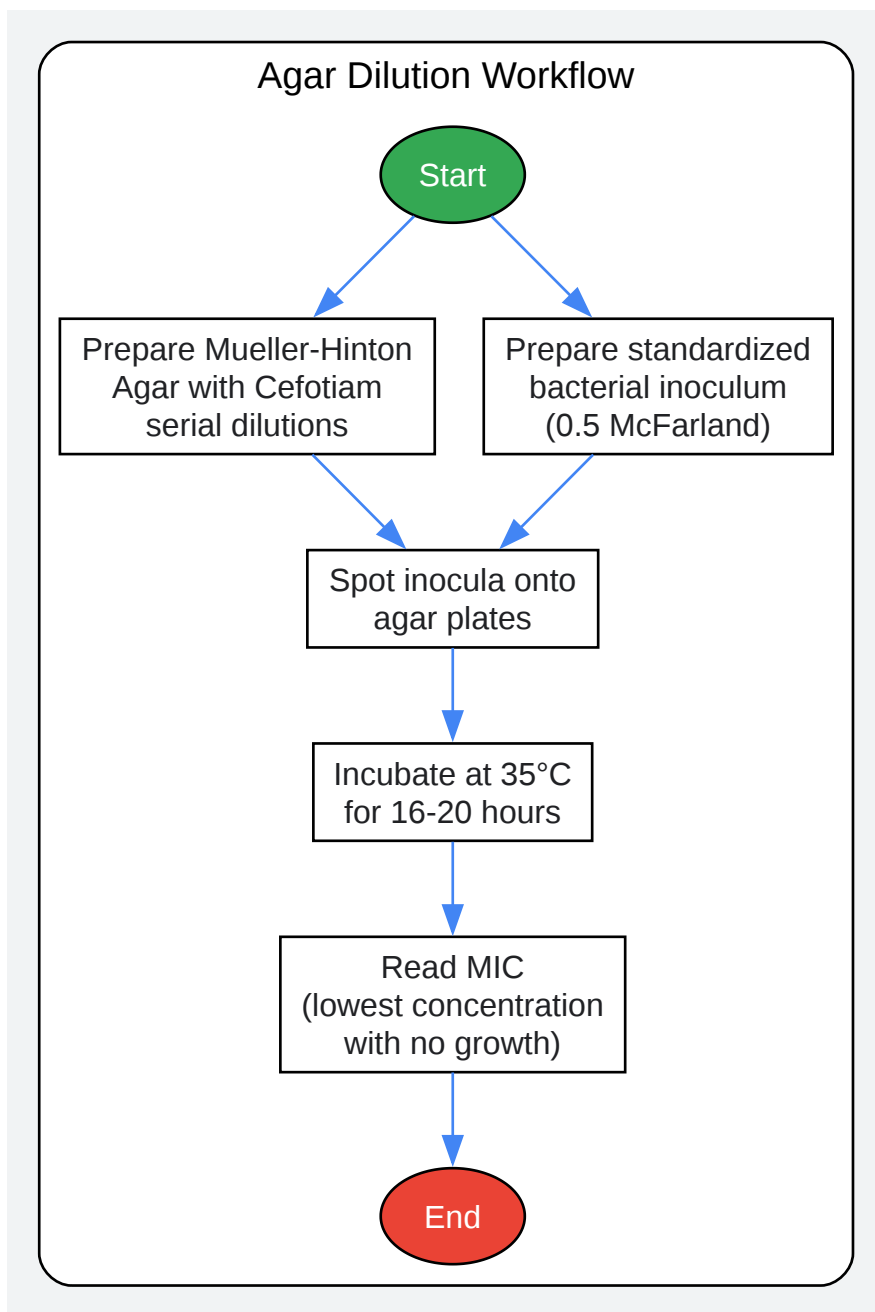 Agar Dilution Workflow
Start
Prepare Mueller-Hinton
Agar with Cefotiam
serial dilutions
Prepare standardized
bacterial inoculum
(0.5 McFarland)
Spot inocula onto
agar plates
Incubate at 35°C
for 16-20 hours
Read MIC
(lowest concentration
with no growth)
End